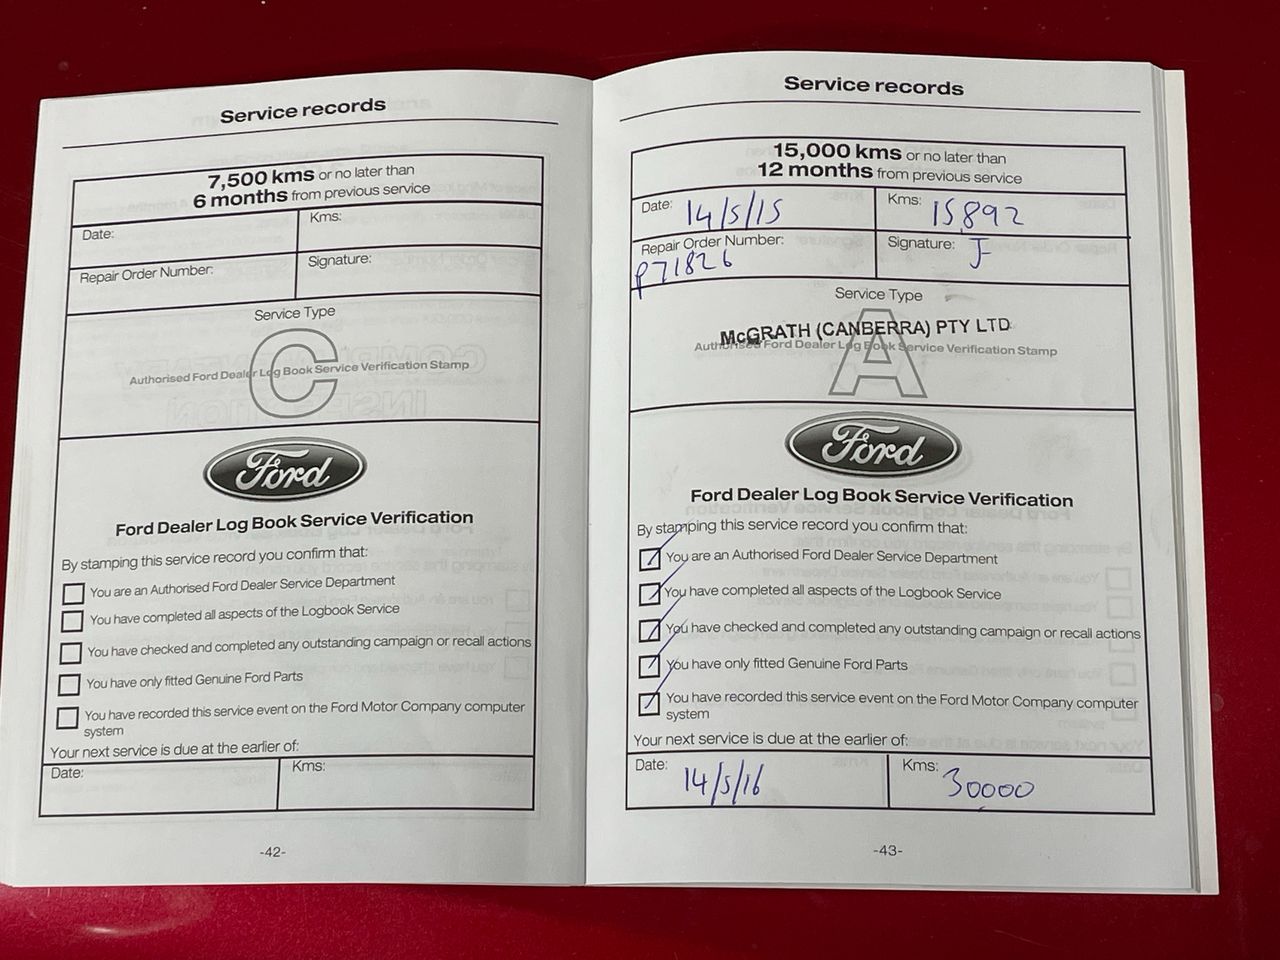 Service records
7,500 kms or no later than
6 months from previous service
Date:
Kms:
Repair Order Number:
Signature:
Service Type
C
Authorised Ford Dealer Log Book Service Verification Stamp
Ford
Ford Dealer Log Book Service Verification
By stamping this service record you confirm that:
You are an Authorised Ford Dealer Service Department
You have completed all aspects of the Logbook Service
You have checked and completed any outstanding campaign or recall actions
You have only fitted Genuine Ford Parts
You have recorded this service event on the Ford Motor Company computer
system
Your next service is due at the earlier of:
Date:
Kms:
-42-
Service records
15,000 kms or no later than
12 months from previous service
Date: 14/5/15
Kms: 15892
Repair Order Number:
P71826
Signature: J
Service Type
A
McGRATH (CANBERRA) PTY LTD
Authorised Ford Dealer Log Book Service Verification Stamp
Ford
Ford Dealer Log Book Service Verification
By stamping this service record you confirm that:
You are an Authorised Ford Dealer Service Department
You have completed all aspects of the Logbook Service
You have checked and completed any outstanding campaign or recall actions
You have only fitted Genuine Ford Parts
You have recorded this service event on the Ford Motor Company computer
system
Your next service is due at the earlier of:
Date: 14/5/16
Kms: 30000
-43-